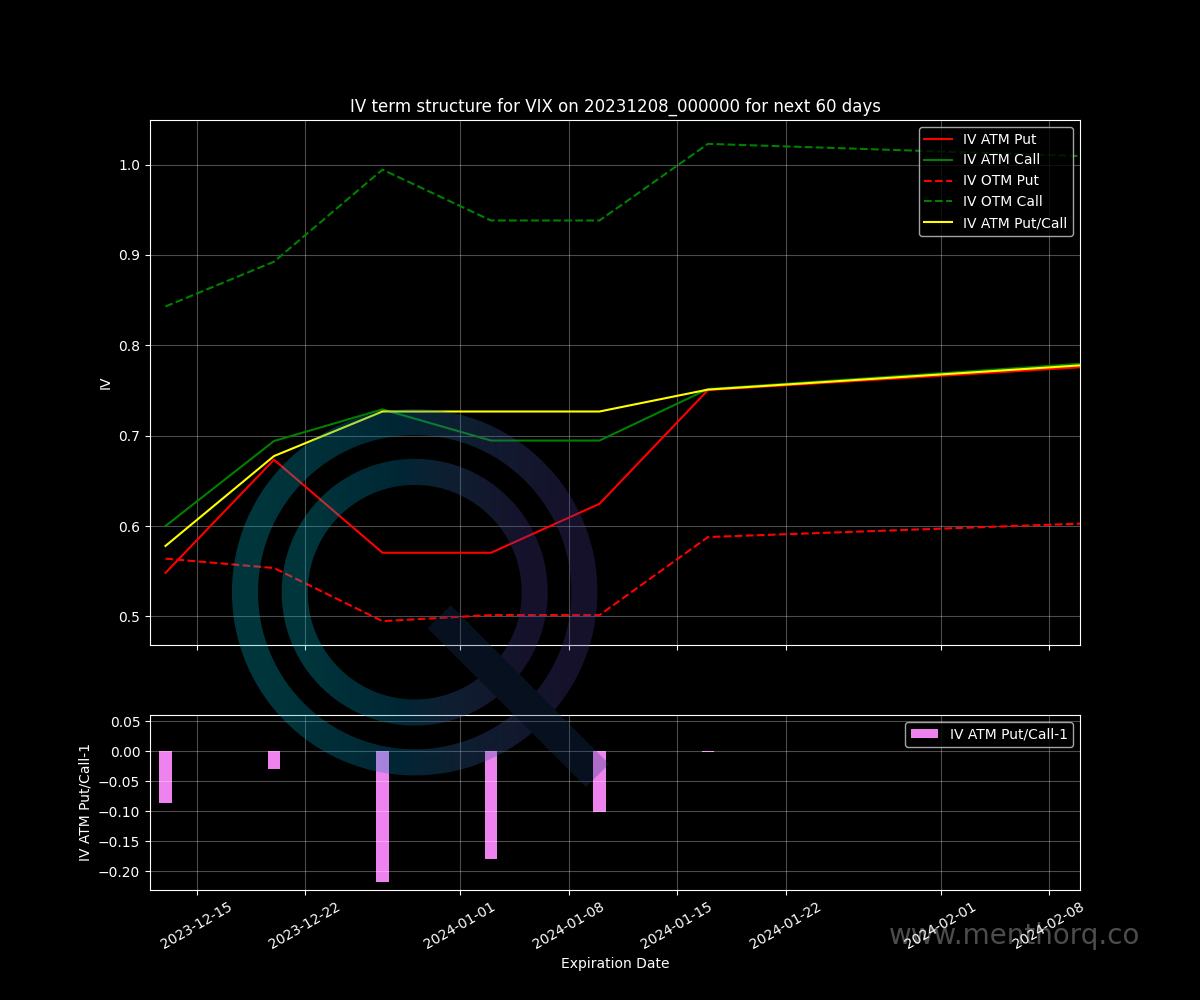 IV term structure for VIX on 20231208_000000 for next 60 days
IV ATM Put
IV ATM Call
IV OTM Put
IV OTM Call
IV ATM Put/Call
1.0
0.9
0.8
0.7
0.6
0.5
IV
IV ATM Put/Call-1
0.05
0.00
−0.05
−0.10
−0.15
−0.20
IV ATM Put/Call-1
2023-12-15
2023-12-22
2024-01-01
2024-01-08
2024-01-15
2024-01-22
2024-02-01
2024-02-08
www.menthorq.co
Expiration Date